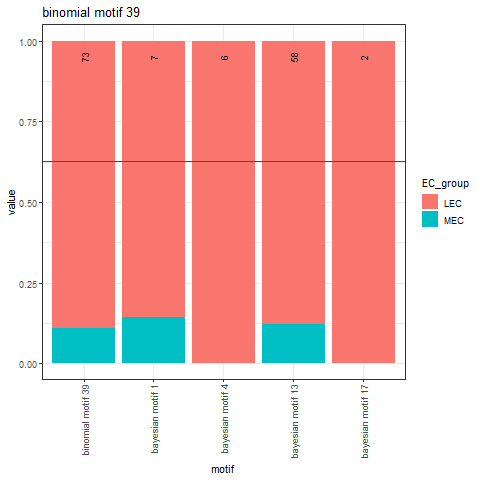 binomial motif 39
1.00
0.75
0.50
0.25
0.00
value
73
7
6
58
2
binomial motif 39
bayesian motif 1
bayesian motif 4
bayesian motif 13
bayesian motif 17
motif
EC_group
LEC
MEC